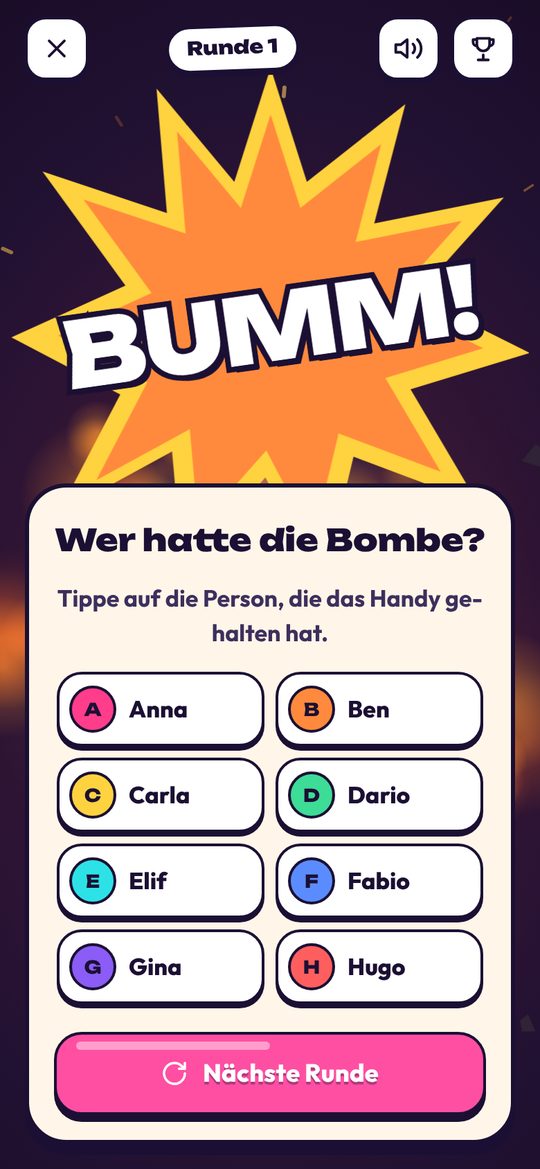 Runde 1
BUMM!
Wer hatte die Bombe?
Tippe auf die Person, die das Handy ge-
halten hat.
A Anna
B Ben
C Carla
D Dario
E Elif
F Fabio
G Gina
H Hugo
Nächste Runde